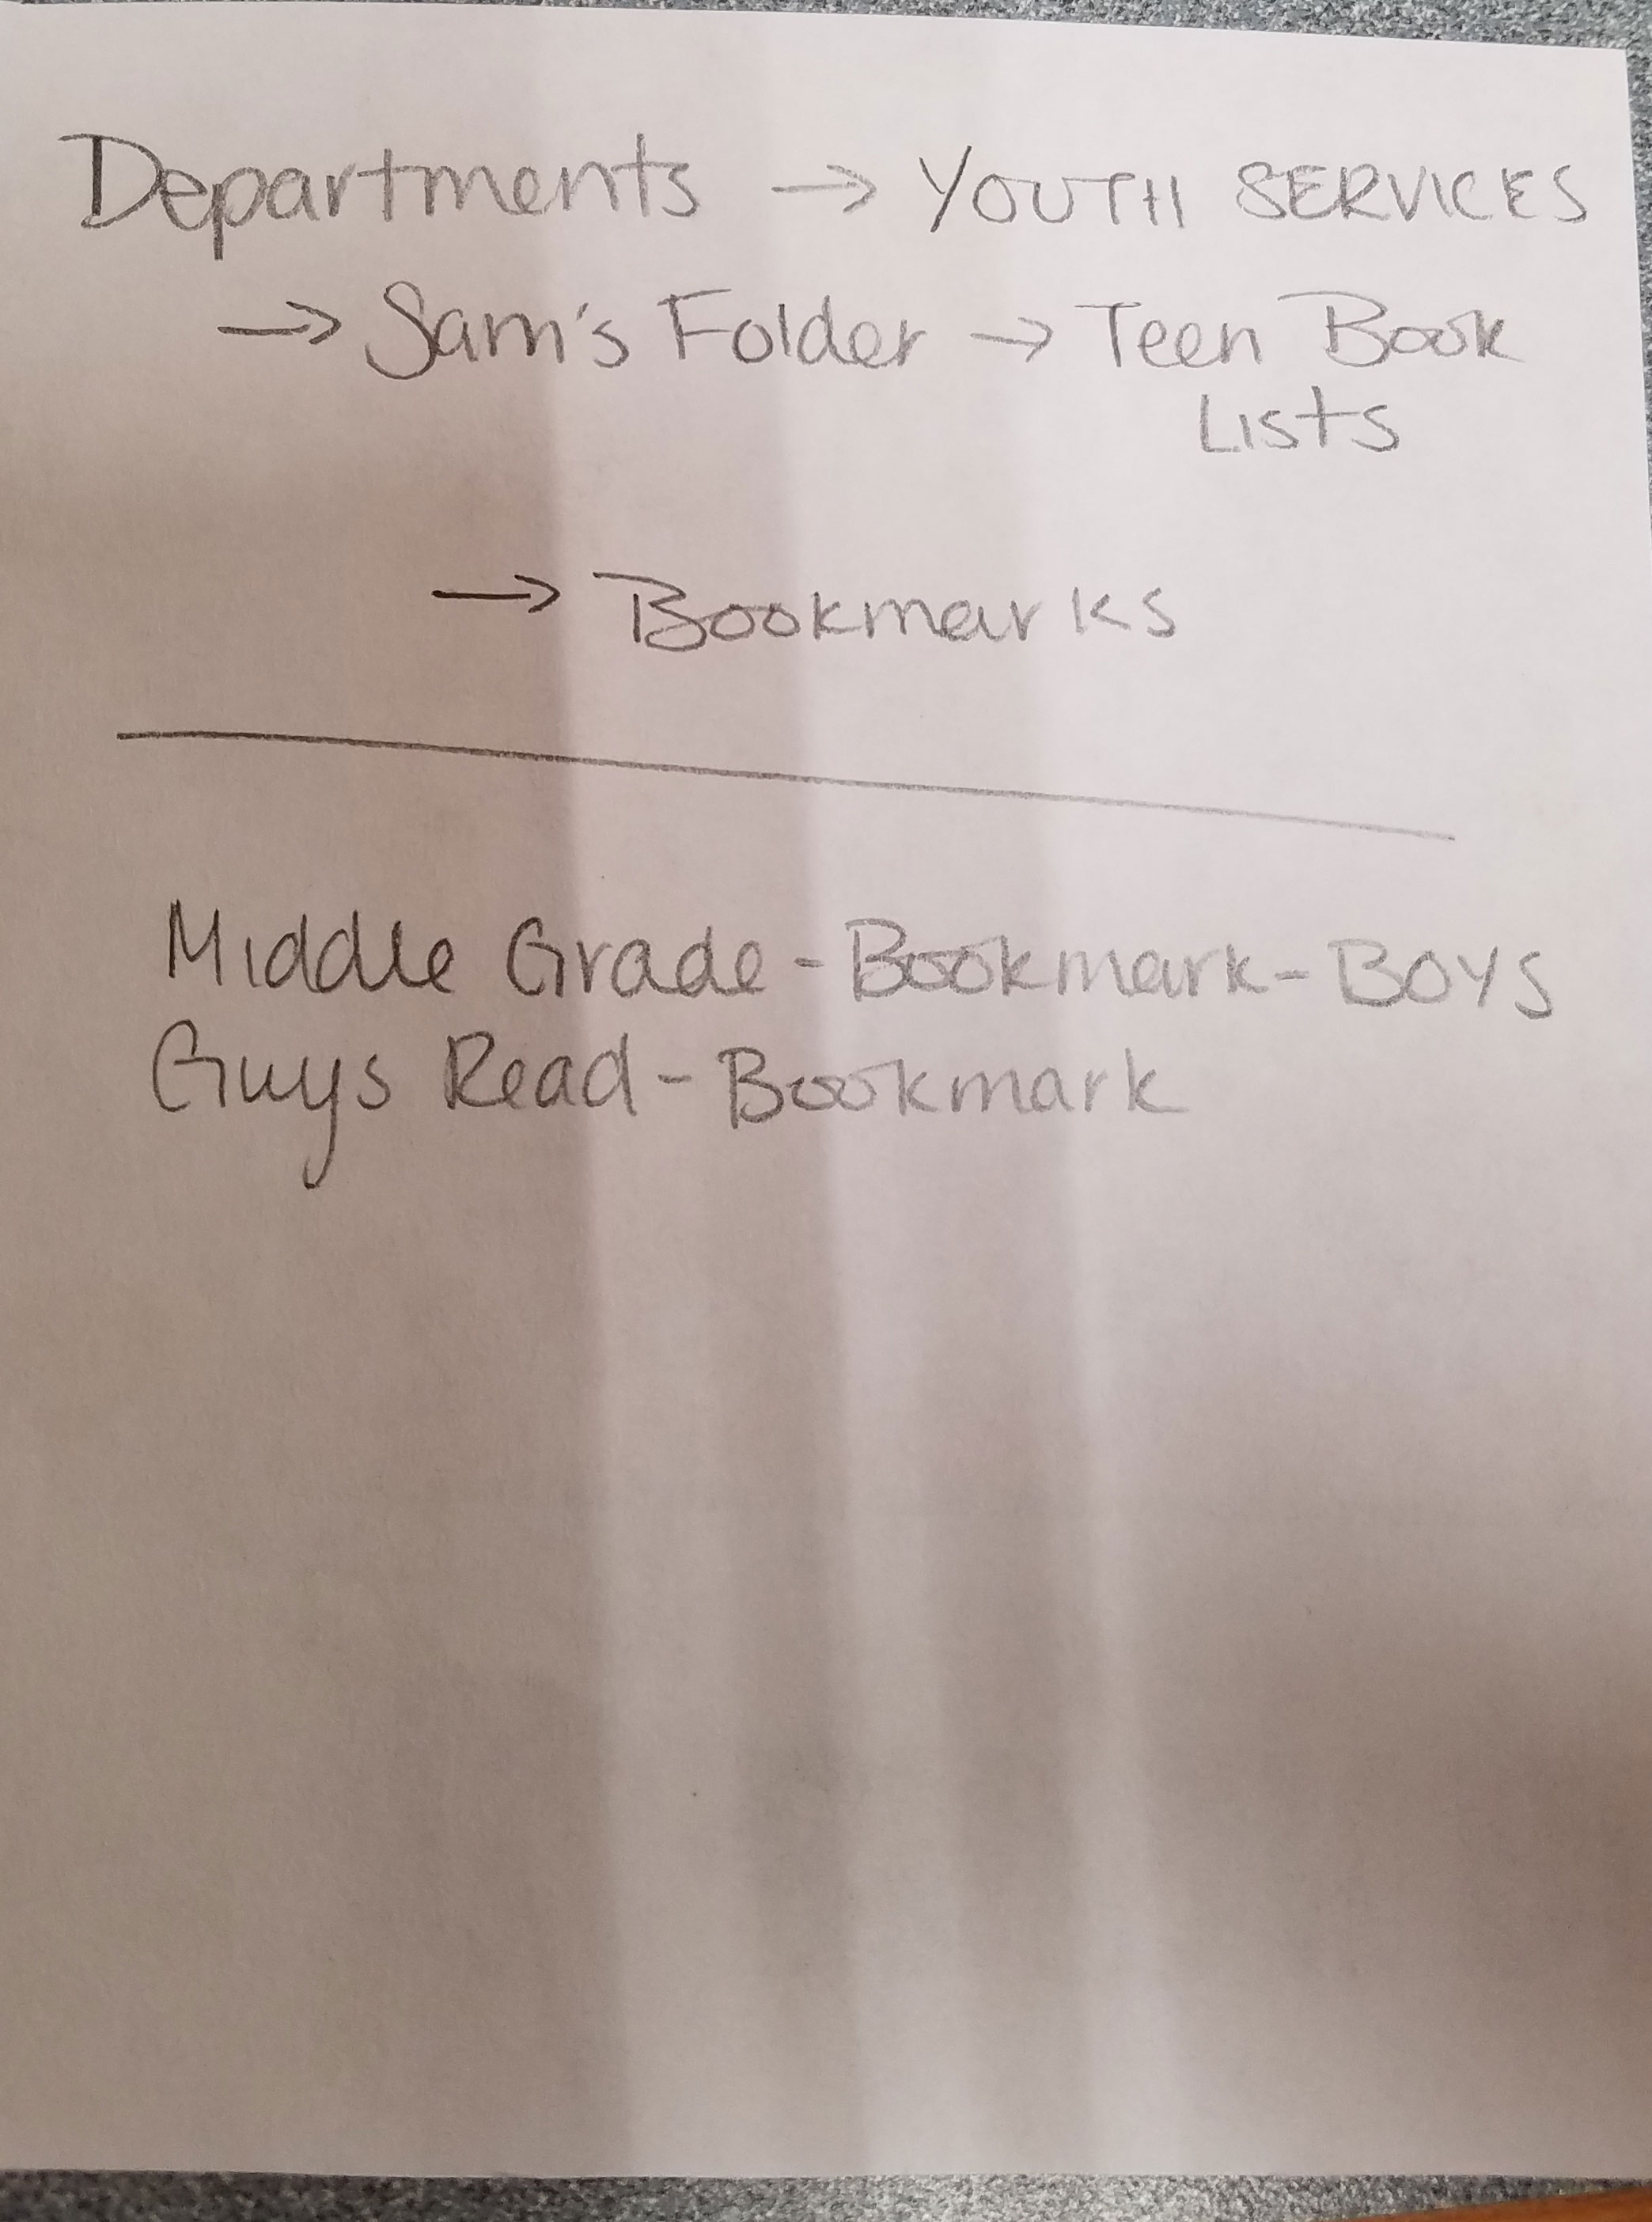 Departments → YOUTH SERVICES
→ Sam's Folder → Teen Book
Lists
→ Bookmarks
Middle Grade - Bookmark - BOYS
Guys Read - Bookmark